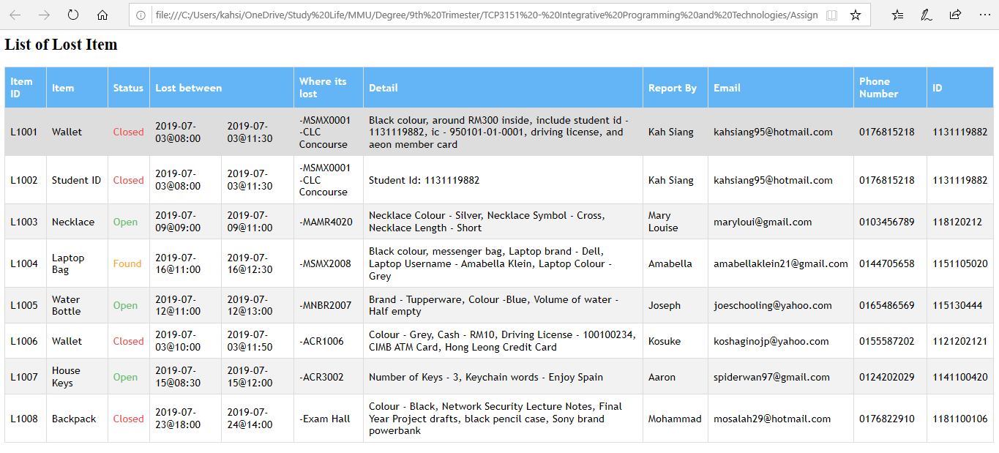 file:///C:/Users/kahsi/OneDrive/Study%20Life/MMU/Degree/9th%20Trimester/TCP3151%20-%20Integrative%20Programming%20and%20Technologies/Assign
List of Lost Item
Item ID Item Status Lost between Where its lost Detail Report By Email Phone Number ID
L1001 Wallet Closed 2019-07-03@08:00 2019-07-03@11:30 -MSMX0001 -CLC Concourse Black colour, around RM300 inside, include student id - 1131119882, ic - 950101-01-0001, driving license, and aeon member card Kah Siang kahsiang95@hotmail.com 0176815218 1131119882
L1002 Student ID Closed 2019-07-03@08:00 2019-07-03@11:30 -MSMX0001 -CLC Concourse Student Id: 1131119882 Kah Siang kahsiang95@hotmail.com 0176815218 1131119882
L1003 Necklace Open 2019-07-09@09:00 2019-07-09@11:00 -MAMR4020 Necklace Colour - Silver, Necklace Symbol - Cross, Necklace Length - Short Mary Louise maryloui@gmail.com 0103456789 118120212
L1004 Laptop Bag Found 2019-07-16@11:00 2019-07-16@12:30 -MSMX2008 Black colour, messenger bag, Laptop brand - Dell, Laptop Username - Amabella Klein, Laptop Colour - Grey Amabella amabellaklein21@gmail.com 0144705658 1151105020
L1005 Water Bottle Open 2019-07-12@11:00 2019-07-12@13:00 -MNBR2007 Brand - Tupperware, Colour -Blue, Volume of water - Half empty Joseph joeschooling@yahoo.com 0165486569 115130444
L1006 Wallet Closed 2019-07-03@10:00 2019-07-03@11:50 -ACR1006 Colour - Grey, Cash - RM10, Driving License - 100100234, CIMB ATM Card, Hong Leong Credit Card Kosuke koshaginojp@yahoo.com 0155587202 1121202121
L1007 House Keys Open 2019-07-15@08:30 2019-07-15@12:00 -ACR3002 Number of Keys - 3, Keychain words - Enjoy Spain Aaron spiderwan97@gmail.com 0124202029 1141100420
L1008 Backpack Closed 2019-07-23@18:00 2019-07-24@14:00 -Exam Hall Colour - Black, Network Security Lecture Notes, Final Year Project drafts, black pencil case, Sony brand powerbank Mohammad mosalah29@hotmail.com 0176822910 1181100106